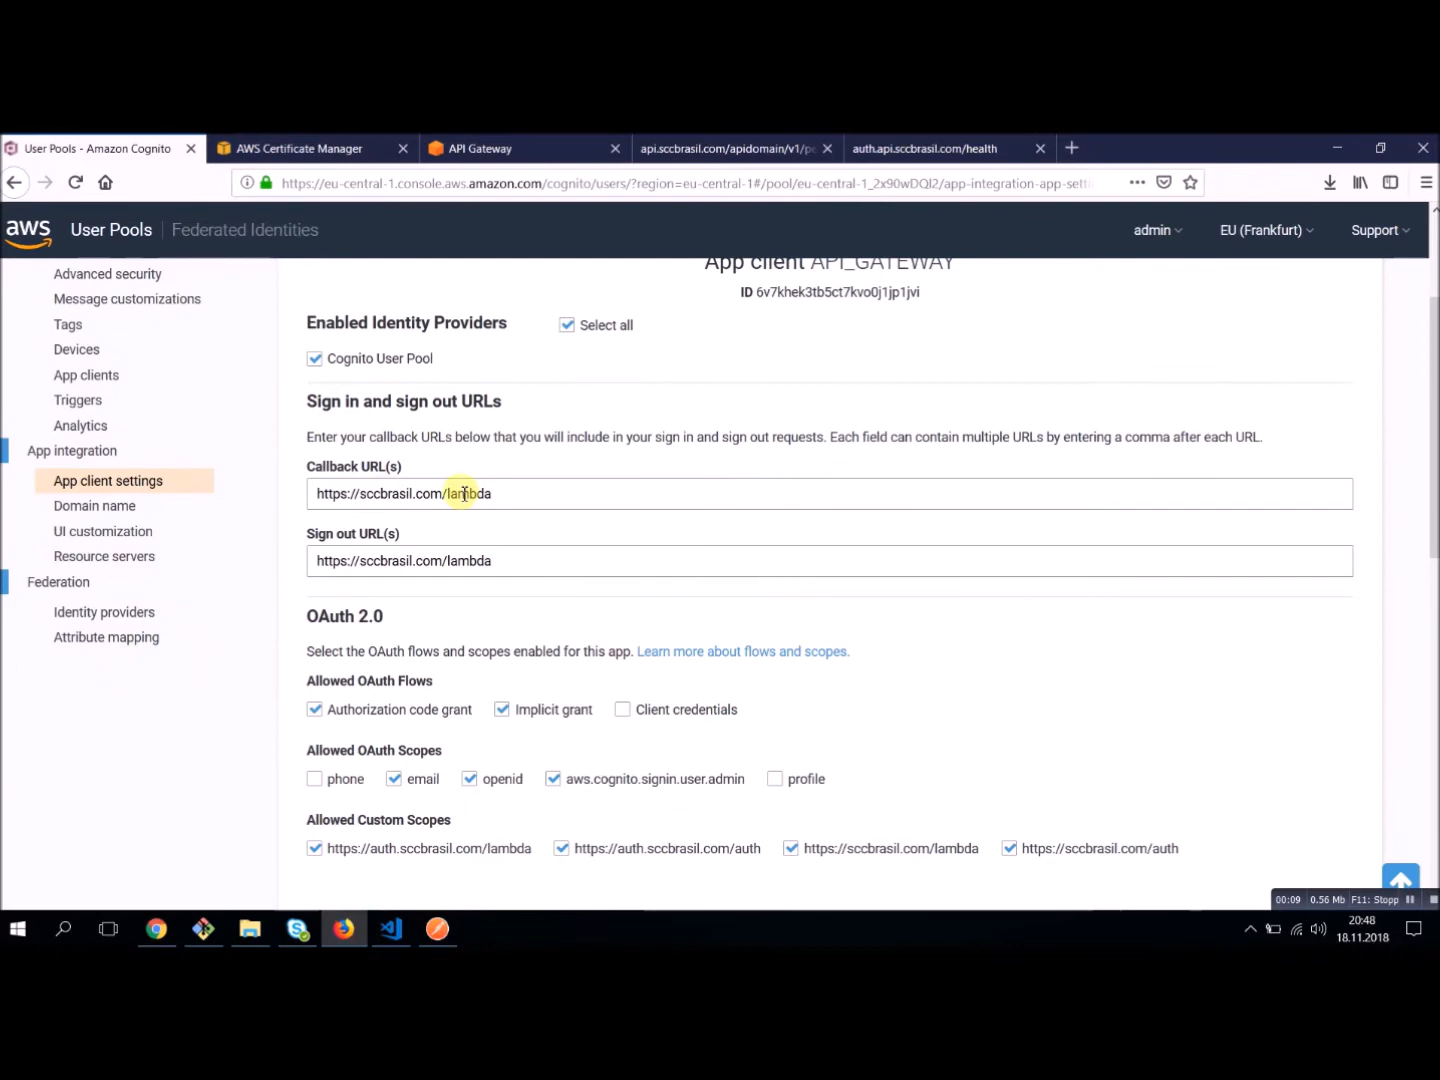 User Pools - Amazon Cognito
AWS Certificate Manager
API Gateway
api.sccbrasil.com/apidomain/v1/p
auth.api.sccbrasil.com/health
https://eu-central-1.console.aws.amazon.com/cognito/users/?region=eu-central-1#/pool/eu-central-1_2x90wDQl2/app-integration-app-setti
aws
User Pools
Federated Identities
admin
EU (Frankfurt)
Support
Advanced security
Message customizations
Tags
Devices
App clients
Triggers
Analytics
App integration
App client settings
Domain name
UI customization
Resource servers
Federation
Identity providers
Attribute mapping
App client API_GATEWAY
ID 6v7khek3tb5ct7kvo0j1jp1jvi
Enabled Identity Providers
Select all
Cognito User Pool
Sign in and sign out URLs
Enter your callback URLs below that you will include in your sign in and sign out requests. Each field can contain multiple URLs by entering a comma after each URL.
Callback URL(s)
https://sccbrasil.com/lambda
Sign out URL(s)
https://sccbrasil.com/lambda
OAuth 2.0
Select the OAuth flows and scopes enabled for this app. Learn more about flows and scopes.
Allowed OAuth Flows
Authorization code grant
Implicit grant
Client credentials
Allowed OAuth Scopes
phone
email
openid
aws.cognito.signin.user.admin
profile
Allowed Custom Scopes
https://auth.sccbrasil.com/lambda
https://auth.sccbrasil.com/auth
https://sccbrasil.com/lambda
https://sccbrasil.com/auth
00:09 0.56 Mb F11: Stopp
20:48
18.11.2018